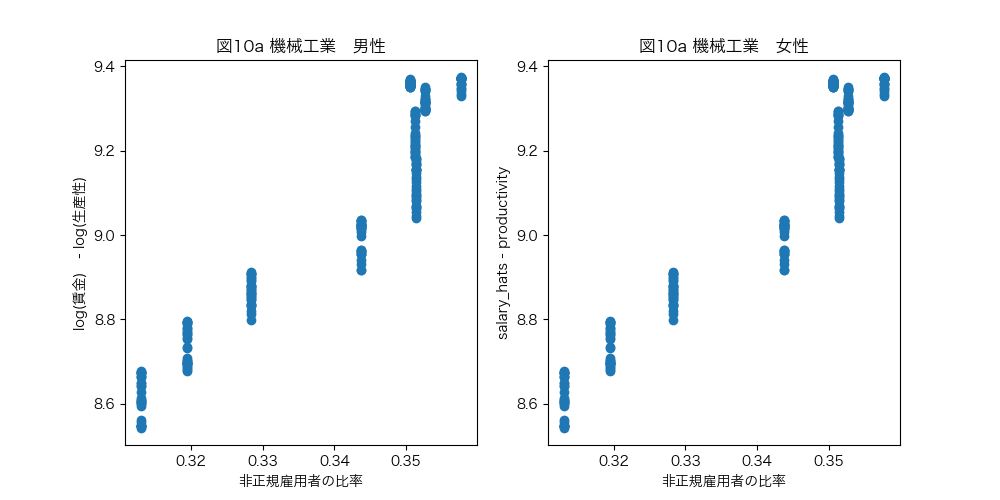 図10a 機械工業　男性
log(賃金)　- log(生産性)
9.4
9.2
9.0
8.8
8.6
0.32 0.33 0.34 0.35
非正規雇用者の比率
図10a 機械工業　女性
salary_hats - productivity
9.4
9.2
9.0
8.8
8.6
0.32 0.33 0.34 0.35
非正規雇用者の比率